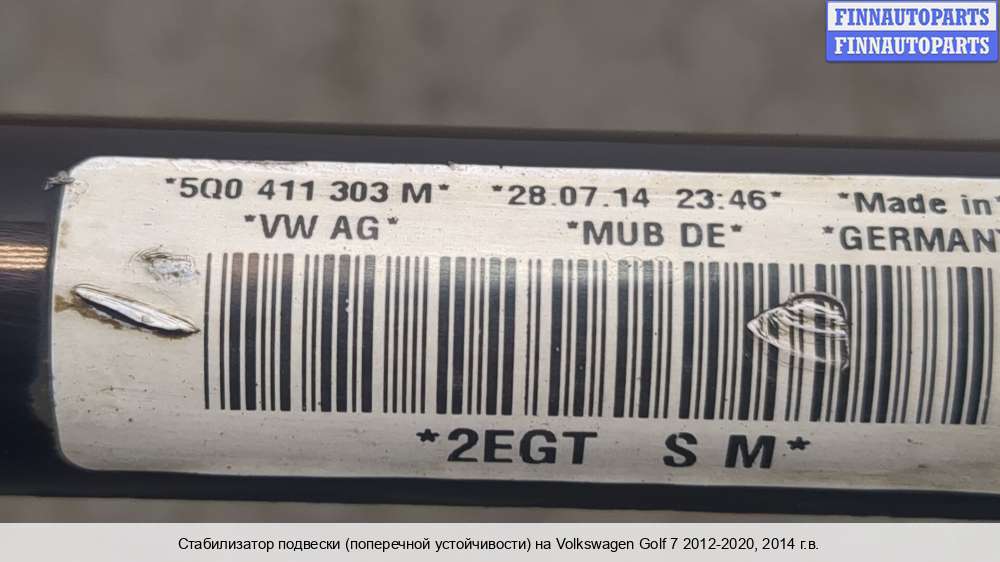 FINNAUTOPARTS
FINNAUTOPARTS
*5Q0 411 303 M* *28.07.14 23:46* *Made in*
*VW AG* *MUB DE* *GERMANY
*2EGT S M*
Стабилизатор подвески (поперечной устойчивости) на Volkswagen Golf 7 2012-2020, 2014 г.в.